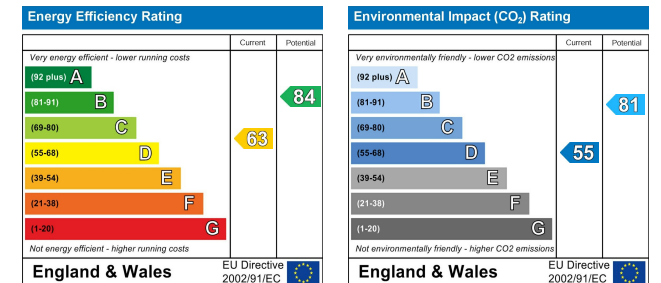 Energy Efficiency Rating
Current Potential
Very energy efficient - lower running costs
(92 plus) A
(81-91) B
(69-80) C
(55-68) D
(39-54) E
(21-38) F
(1-20) G
63
84
Not energy efficient - higher running costs
England & Wales
EU Directive
2002/91/EC
Environmental Impact (CO₂) Rating
Current Potential
Very environmentally friendly - lower CO2 emissions
(92 plus) A
(81-91) B
(69-80) C
(55-68) D
(39-54) E
(21-38) F
(1-20) G
55
81
Not environmentally friendly - higher CO2 emissions
England & Wales
EU Directive
2002/91/EC